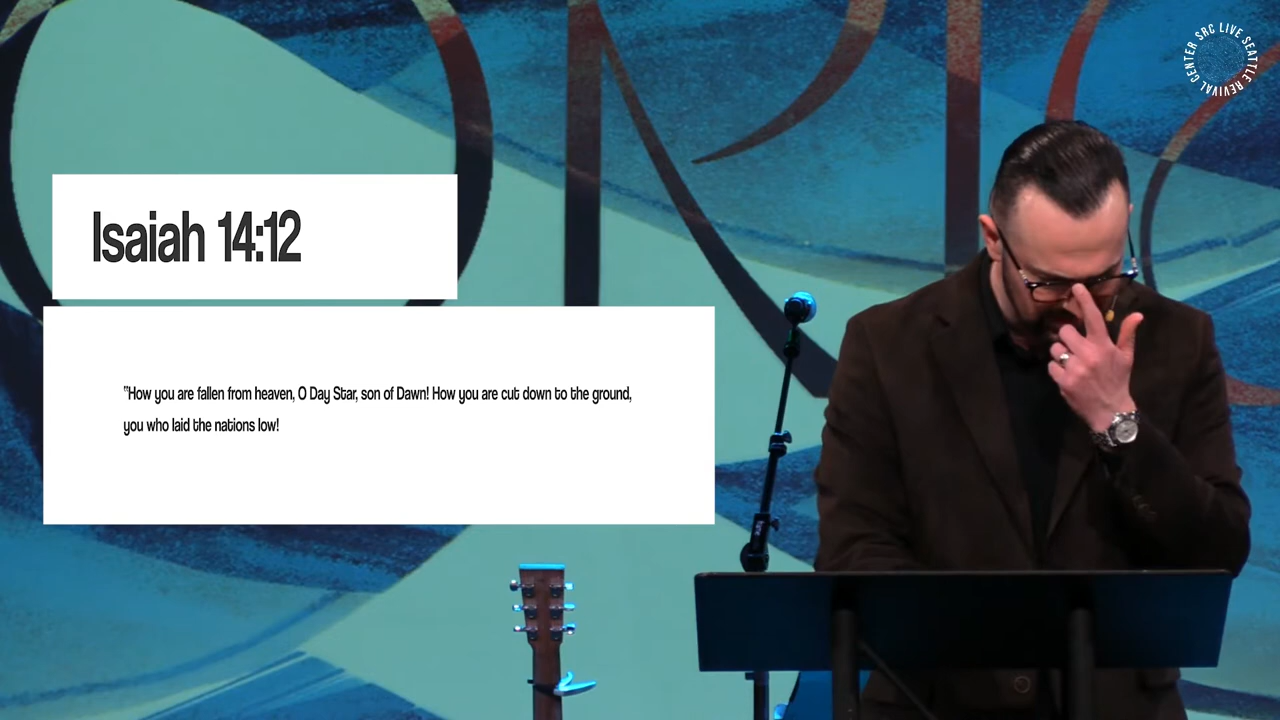 SRC LIVE SEATTLE REVIVAL CENTER
Isaiah 14:12
"How you are fallen from heaven, O Day Star, son of Dawn! How you are cut down to the ground,
you who laid the nations low!